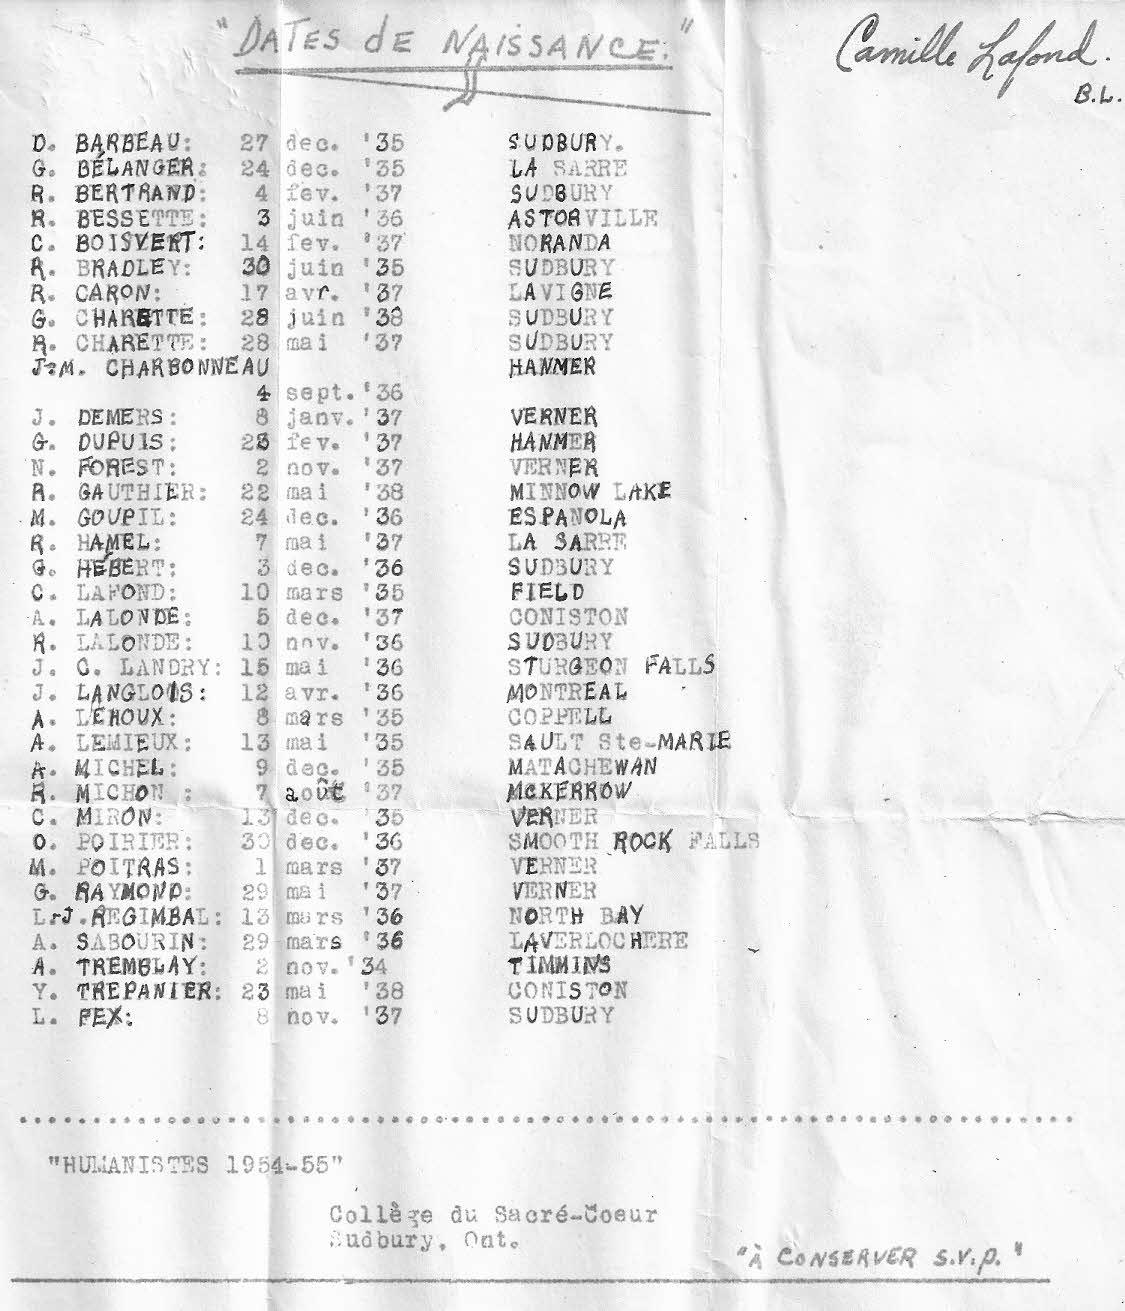 "DATES de NAISSANCE."
Camille Lafond.
B.L.
D. BARBEAU: 27 dec. '35 SUDBURY.
G. BÉLANGER: 24 dec. '35 LA SARRE
R. BERTRAND: 4 fev. '37 SUDBURY
R. BESSETTE: 3 juin '36 ASTORVILLE
C. BOISVERT: 14 fev. '37 NORANDA
R. BRADLEY: 30 juin '35 SUDBURY
R. CARON: 17 avr. '37 LAVIGNE
G. CHARETTE: 28 juin '38 SUDBURY
R. CHARETTE: 28 mai '37 SUDBURY
J-M. CHARBONNEAU HANMER
4 sept. '36
J. DEMERS: 8 janv. '37 VERNER
G. DUPUIS: 23 fev. '37 HANMER
N. FOREST: 2 nov. '37 VERNER
R. GAUTHIER: 22 mai '38 MINNOW LAKE
M. GOUPIL: 24 dec. '36 ESPANOLA
R. HAMEL: 7 mai '37 LA SARRE
G. HÉBERT: 3 dec. '36 SUDBURY
C. LAFOND: 10 mars '35 FIELD
A. LALONDE: 5 dec. '37 CONISTON
R. LALONDE: 10 nov. '36 SUDBURY
J. C. LANDRY: 15 mai '36 STURGEON FALLS
J. LANGLOIS: 12 avr. '36 MONTREAL
A. LEHOUX: 8 mars '35 COPPELL
A. LEMIEUX: 13 mai '35 SAULT Ste-MARIE
A. MICHEL: 9 dec. '35 MATACHEWAN
R. MICHON : 7 août '37 MCKERROW
C. MIRON: 13 dec. '35 VERNER
O. POIRIER: 30 dec. '36 SMOOTH ROCK FALLS
M. POITRAS: 1 mars '37 VERNER
G. RAYMOND: 29 mai '37 VERNER
L-J. REGIMBAL: 13 mars '36 NORTH BAY
A. SABOURIN: 29 mars '36 LAVERLOCHERE
A. TREMBLAY: 2 nov. '34 TIMMINS
Y. TREPANIER: 23 mai '38 CONISTON
L. FEX: 8 nov. '37 SUDBURY
"HUMANISTES 1954-55"
Collège du Sacré-Coeur
Sudbury, Ont.
"À CONSERVER S.V.P."